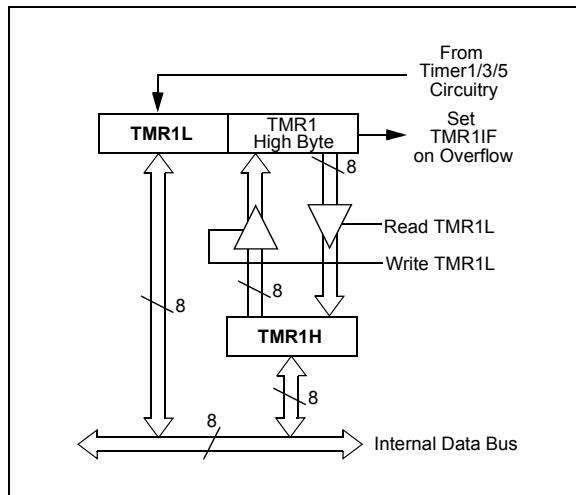 From
Timer1/3/5
Circuitry
TMR1L
TMR1
High Byte
Set
TMR1IF
on Overflow
8
Read TMR1L
Write TMR1L
8
8
TMR1H
8
8
Internal Data Bus